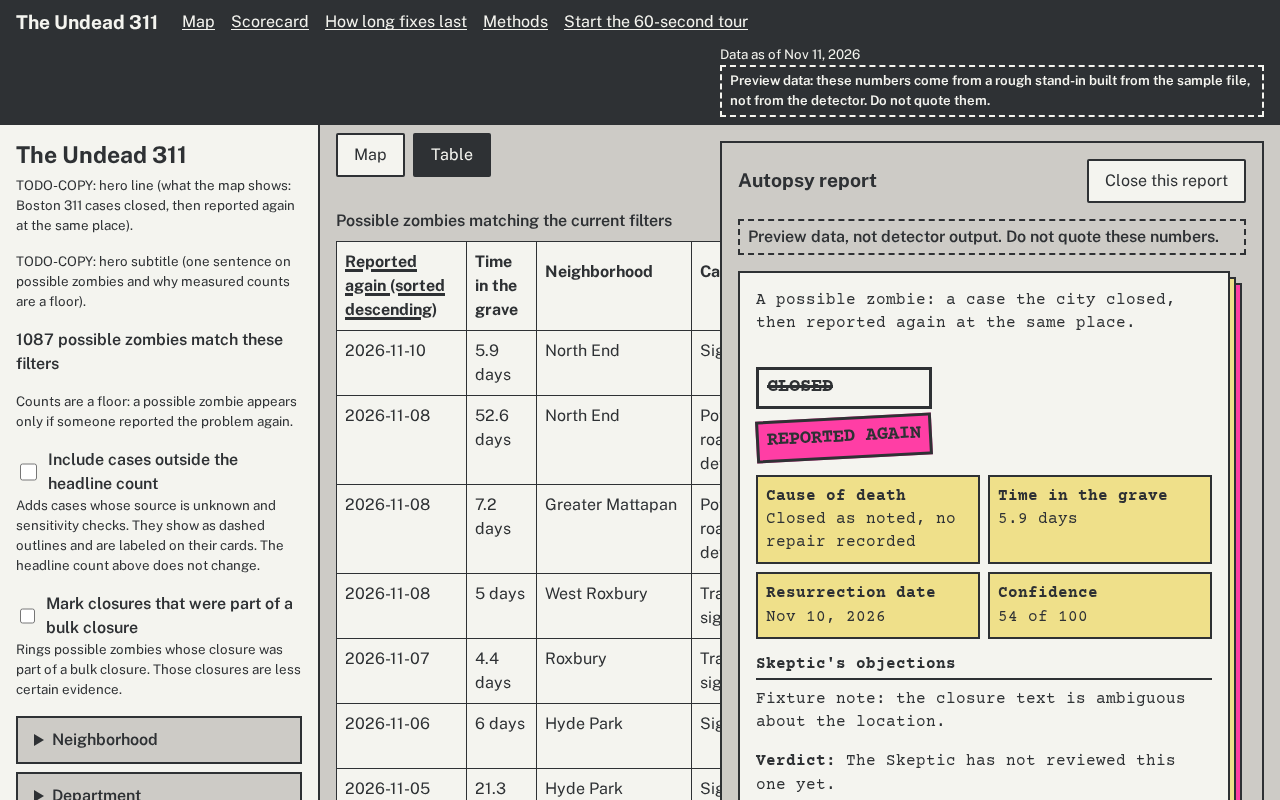 The Undead 311
Map
Scorecard
How long fixes last
Methods
Start the 60-second tour
Data as of Nov 11, 2026
Preview data: these numbers come from a rough stand-in built from the sample file,
not from the detector. Do not quote them.
The Undead 311
TODO-COPY: hero line (what the map shows:
Boston 311 cases closed, then reported again
at the same place).
TODO-COPY: hero subtitle (one sentence on
possible zombies and why measured counts
are a floor).
1087 possible zombies match these
filters
Counts are a floor: a possible zombie appears
only if someone reported the problem again.
Include cases outside the
headline count
Adds cases whose source is unknown and
sensitivity checks. They show as dashed
outlines and are labeled on their cards. The
headline count above does not change.
Mark closures that were part of a
bulk closure
Rings possible zombies whose closure was
part of a bulk closure. Those closures are less
certain evidence.
Neighborhood
Department
Map
Table
Possible zombies matching the current filters
Reported
again (sorted
descending)
Time
in the
grave
Neighborhood
Ca
2026-11-10
5.9
days
North End
Sig
2026-11-08
52.6
days
North End
Po
roa
de
2026-11-08
7.2
days
Greater Mattapan
Po
roa
de
2026-11-08
5 days
West Roxbury
Tra
sig
2026-11-07
4.4
days
Roxbury
Tra
sig
2026-11-06
6 days
Hyde Park
Sig
2026-11-05
21.3
Hyde Park
Sig
Autopsy report
Close this report
Preview data, not detector output. Do not quote these numbers.
A possible zombie: a case the city closed,
then reported again at the same place.
CLOSED
REPORTED AGAIN
Cause of death
Closed as noted, no
repair recorded
Time in the grave
5.9 days
Resurrection date
Nov 10, 2026
Confidence
54 of 100
Skeptic's objections
Fixture note: the closure text is ambiguous
about the location.
Verdict: The Skeptic has not reviewed this
one yet.